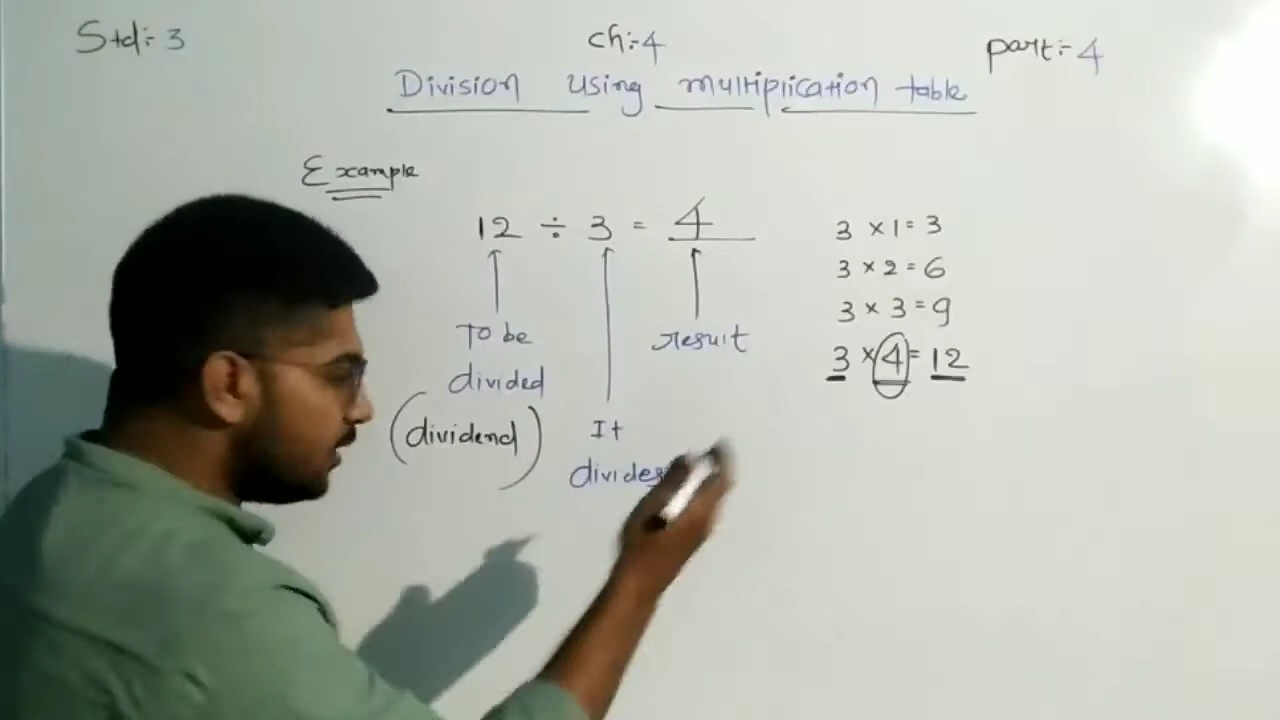 Std:- 3
ch:-4
part:- 4
Division using multiplication table
Example
12 ÷ 3 = 4
To be
divided
(dividend)
It
divides
result
3 × 1 = 3
3 × 2 = 6
3 × 3 = 9
3 × 4 = 12